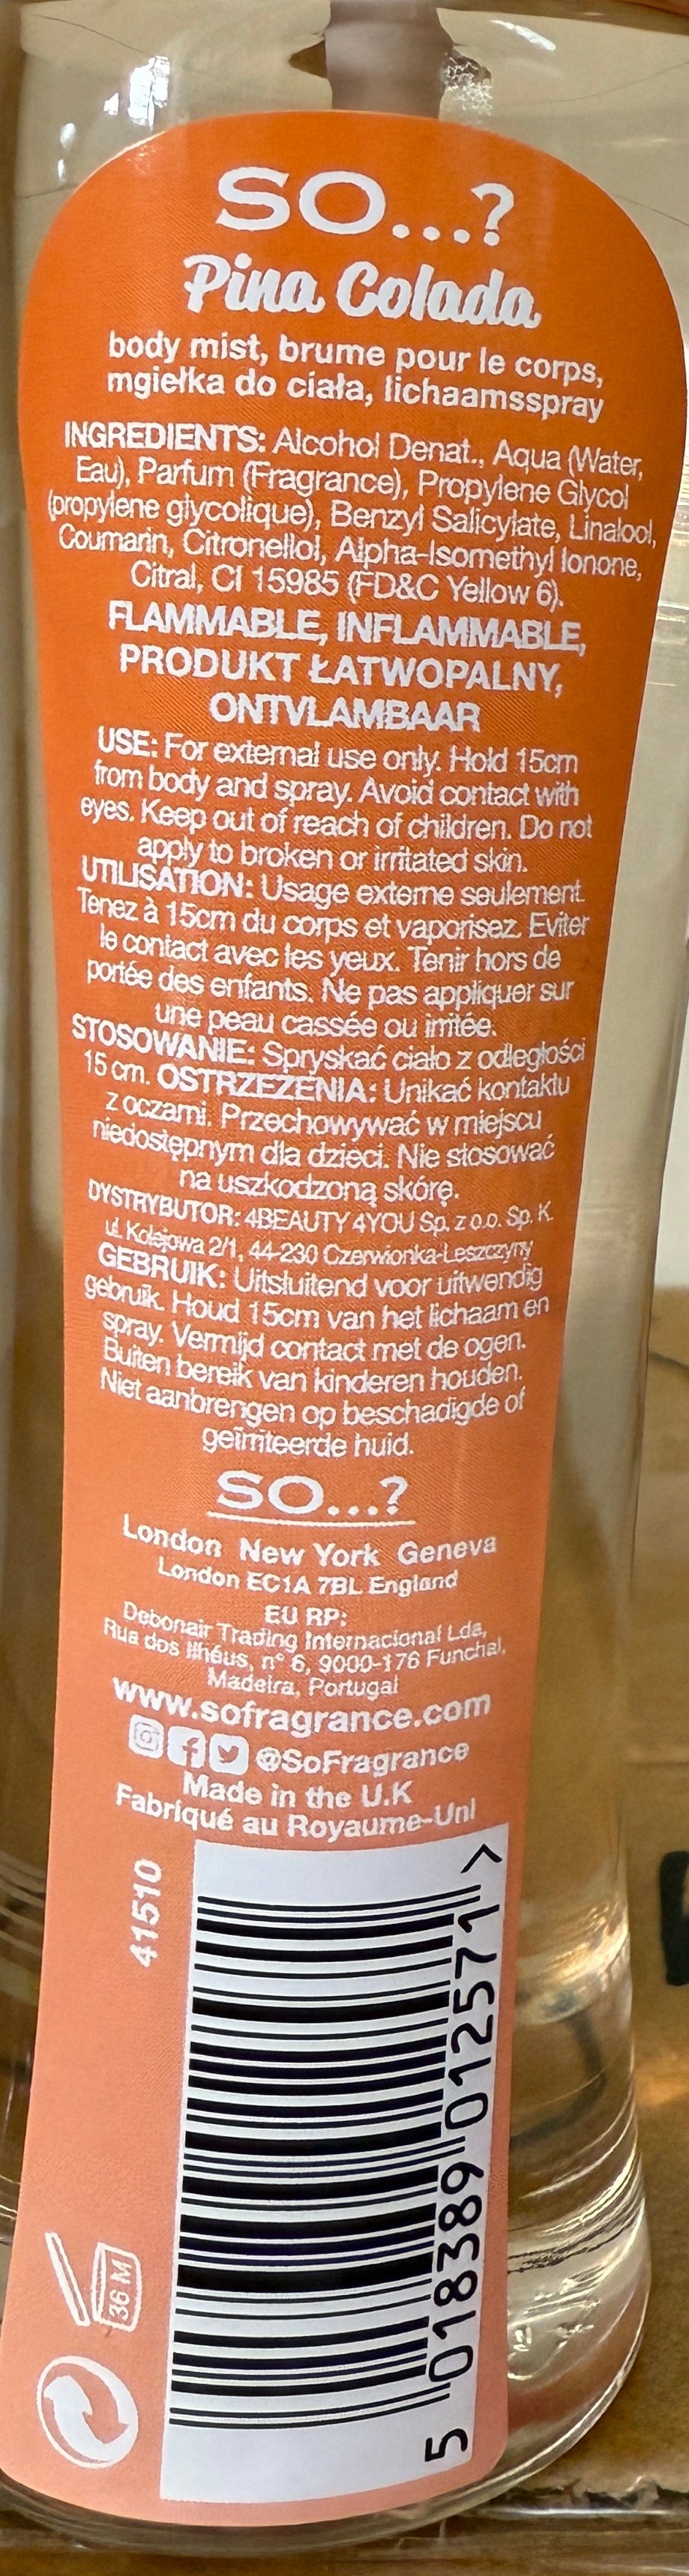 SO...?
Pina Colada
body mist, brume pour le corps,
mgiełka do ciała, lichaamsspray
INGREDIENTS: Alcohol Denat., Aqua (Water,
Eau), Parfum (Fragrance), Propylene Glycol
(propylene glycolique), Benzyl Salicylate, Linalool,
Coumarin, Citronellol, Alpha-Isomethyl Ionone,
Citral, CI 15985 (FD&C Yellow 6).
FLAMMABLE, INFLAMMABLE,
PRODUKT ŁATWOPALNY,
ONTVLAMBAAR
USE: For external use only. Hold 15cm
from body and spray. Avoid contact with
eyes. Keep out of reach of children. Do not
apply to broken or irritated skin.
UTILISATION: Usage externe seulement.
Tenez à 15cm du corps et vaporisez. Eviter
le contact avec les yeux. Tenir hors de
portée des enfants. Ne pas appliquer sur
une peau cassée ou irritée.
STOSOWANIE: Spryskać ciało z odległości
15 cm. OSTRZEŻENIA: Unikać kontaktu
z oczami. Przechowywać w miejscu
niedostępnym dla dzieci. Nie stosować
na uszkodzoną skórę.
DYSTRYBUTOR: 4BEAUTY 4YOU Sp. z o.o. Sp. K.
ul. Kolejowa 2/1, 44-230 Czerwionka-Leszczyny
GEBRUIK: Uitsluitend voor uitwendig
gebruik. Houd 15cm van het lichaam en
spray. Vermijd contact met de ogen.
Buiten bereik van kinderen houden.
Niet aanbrengen op beschadigde of
geïrriteerde huid.
SO...?
London New York Geneva
London EC1A 7BL England
EU RP:
Debonair Trading Internacional Lda,
Rua dos Ilhéus, nº 6, 9000-176 Funchal,
Madeira, Portugal
www.sofragrance.com
@SoFragrance
Made in the U.K
Fabriqué au Royaume-Uni
41510
5 018389 012571 >
36 M